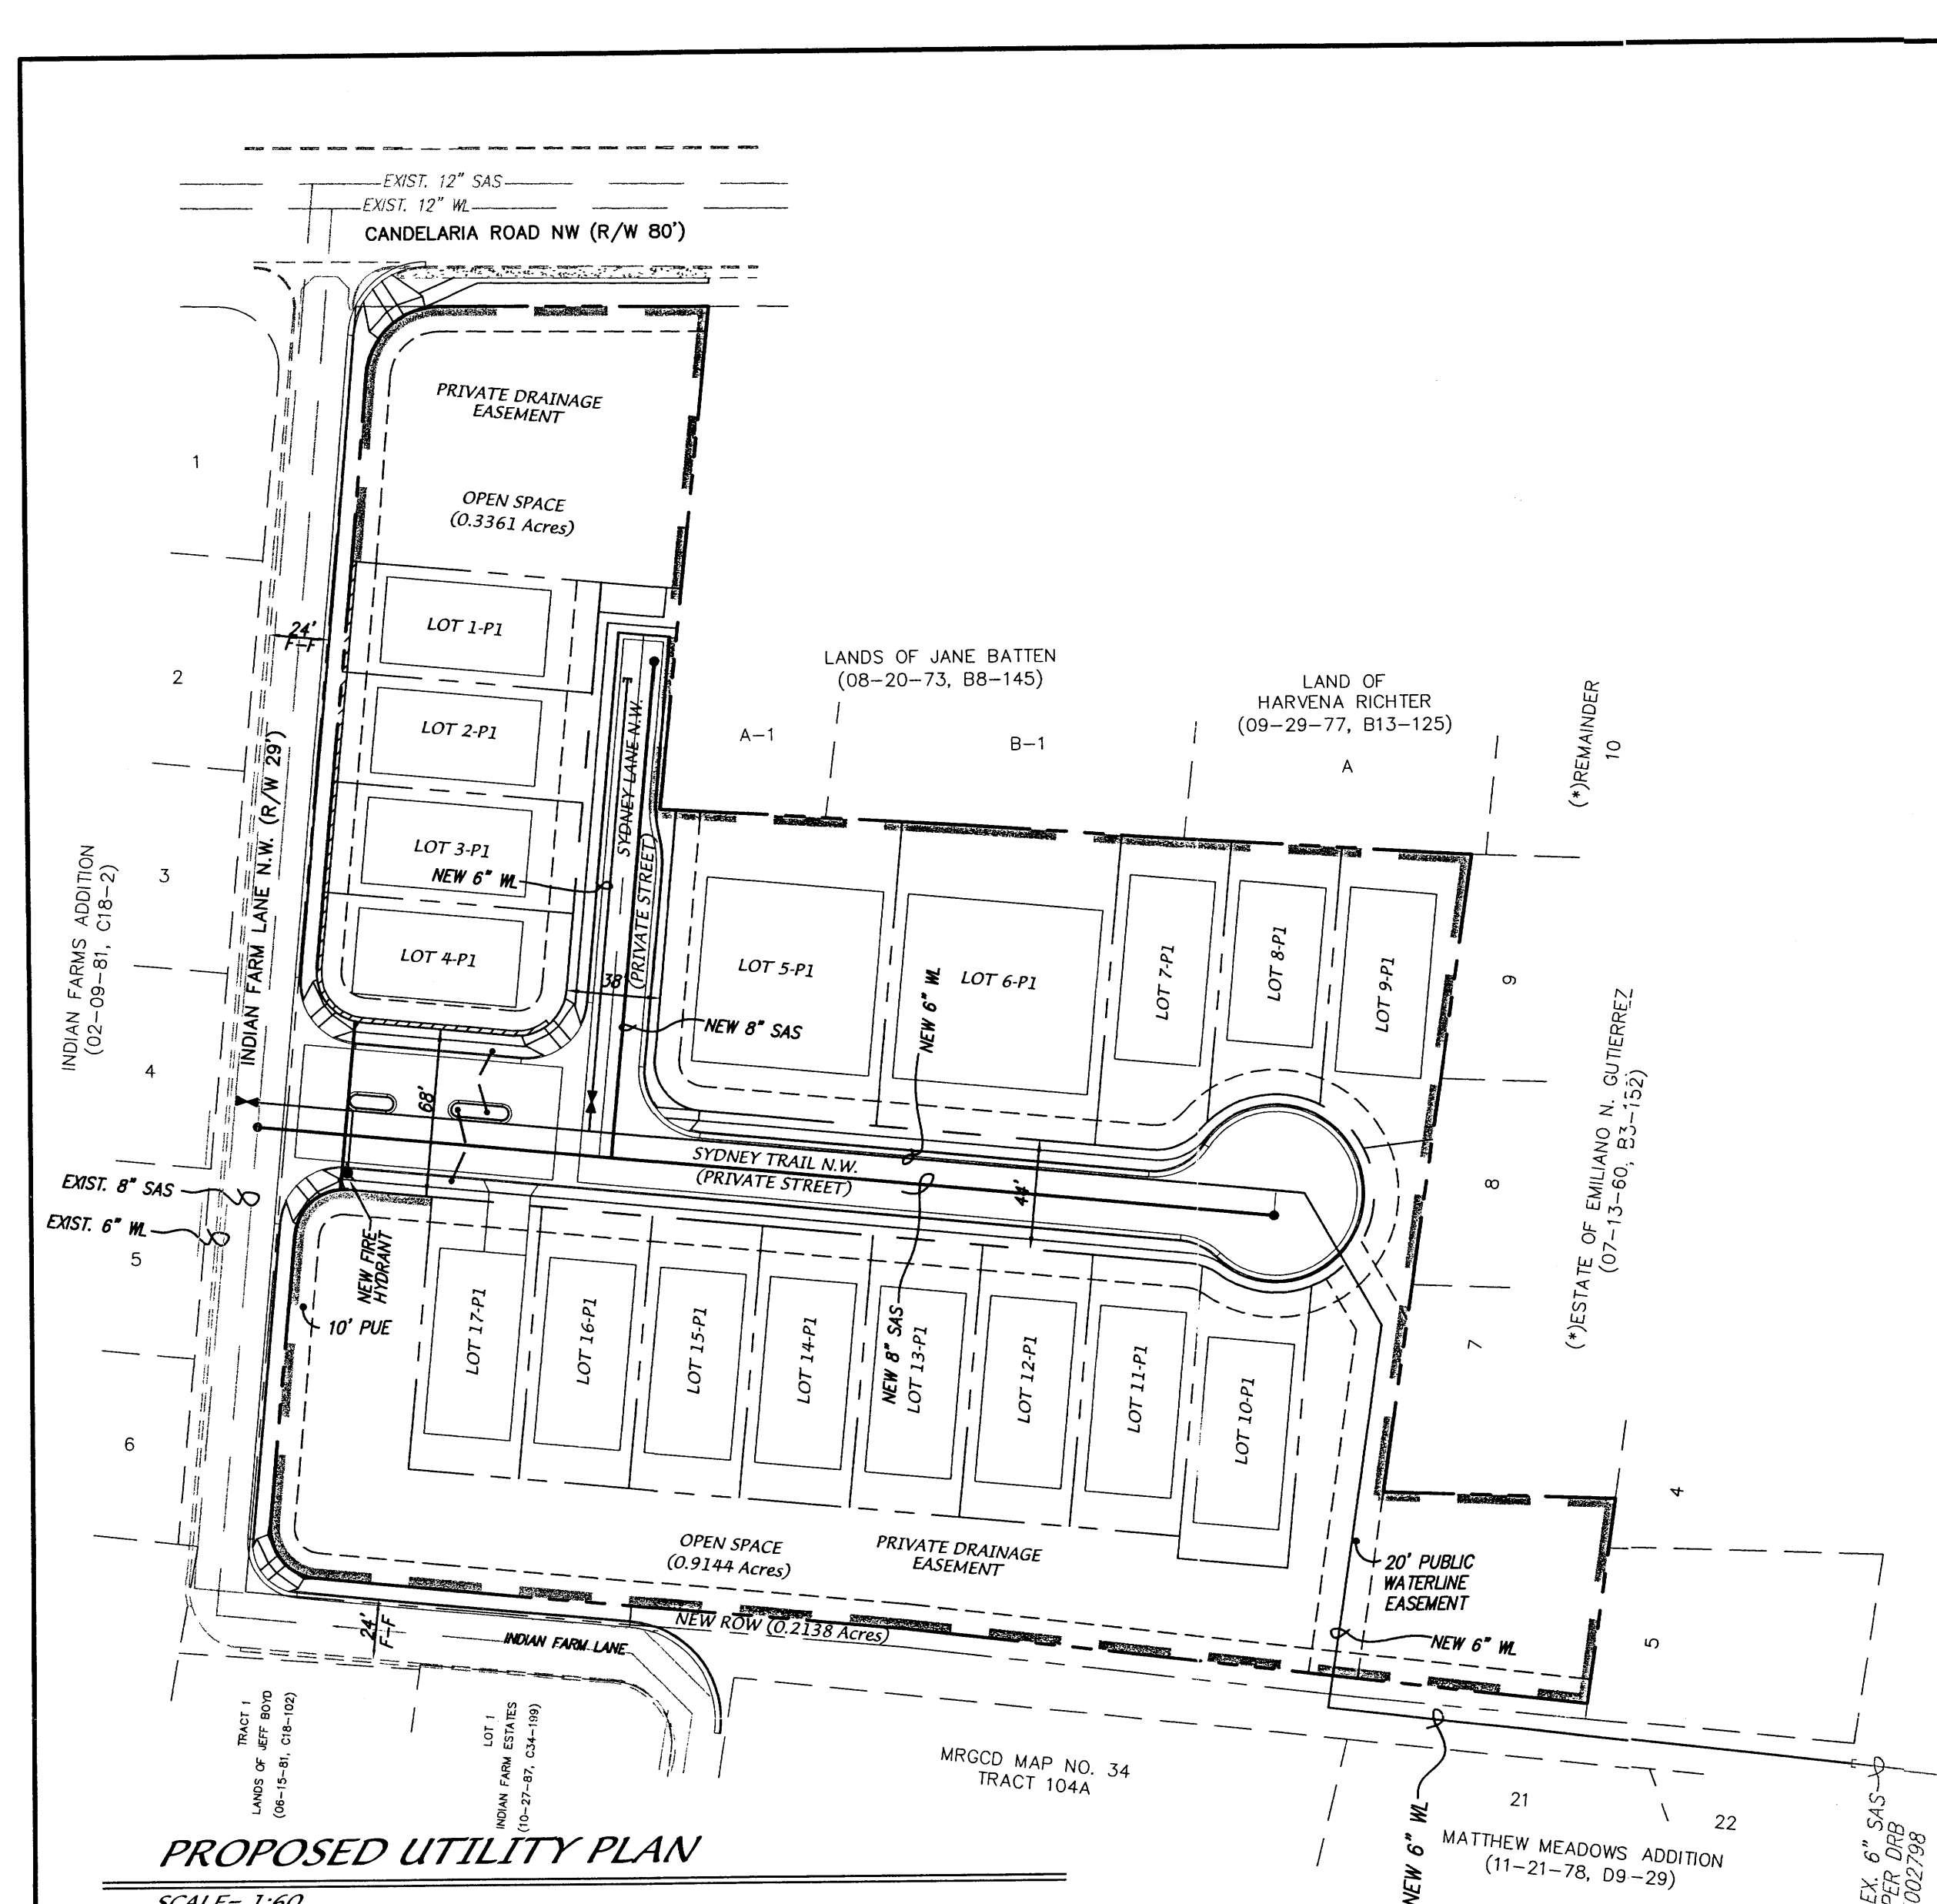 EXIST. 12" SAS
EXIST. 12" WL
CANDELARIA ROAD NW (R/W 80')
PRIVATE DRAINAGE
EASEMENT
OPEN SPACE
(0.3361 Acres)
1
2
3
4
5
6
INDIAN FARMS ADDITION
(02-09-81, C18-2)
24'
F-F
INDIAN FARM LANE N.W. (R/W 29')
LOT 1-P1
LOT 2-P1
LOT 3-P1
NEW 6" WL
LOT 4-P1
SYDNEY LANE N.W.
(PRIVATE STREET)
38'
NEW 8" SAS
LANDS OF JANE BATTEN
(08-20-73, B8-145)
A-1
B-1
LAND OF
HARVENA RICHTER
(09-29-77, B13-125)
A
(*)REMAINDER
10
LOT 5-P1
LOT 6-P1
NEW 6" WL
LOT 7-P1
LOT 8-P1
LOT 9-P1
9
8
7
(*)ESTATE OF EMILIANO N. GUTIERREZ
(07-13-60, B3-152)
68'
SYDNEY TRAIL N.W.
(PRIVATE STREET)
44'
EXIST. 8" SAS
EXIST. 6" WL
NEW FIRE
HYDRANT
10' PUE
LOT 17-P1
LOT 16-P1
LOT 15-P1
LOT 14-P1
NEW 8" SAS
LOT 13-P1
LOT 12-P1
LOT 11-P1
LOT 10-P1
4
5
OPEN SPACE
(0.9144 Acres)
PRIVATE DRAINAGE
EASEMENT
20' PUBLIC
WATERLINE
EASEMENT
NEW 6" WL
NEW ROW (0.2138 Acres)
24'
F-F
INDIAN FARM LANE
TRACT 1
LANDS OF JEFF BOYD
(06-15-81, C18-102)
LOT 1
INDIAN FARM ESTATES
(10-27-87, C34-199)
MRGCD MAP NO. 34
TRACT 104A
NEW 6" WL
21
22
MATTHEW MEADOWS ADDITION
(11-21-78, D9-29)
EX. 6" SAS
PER DRB
002798
PROPOSED UTILITY PLAN
SCALE= 1:60